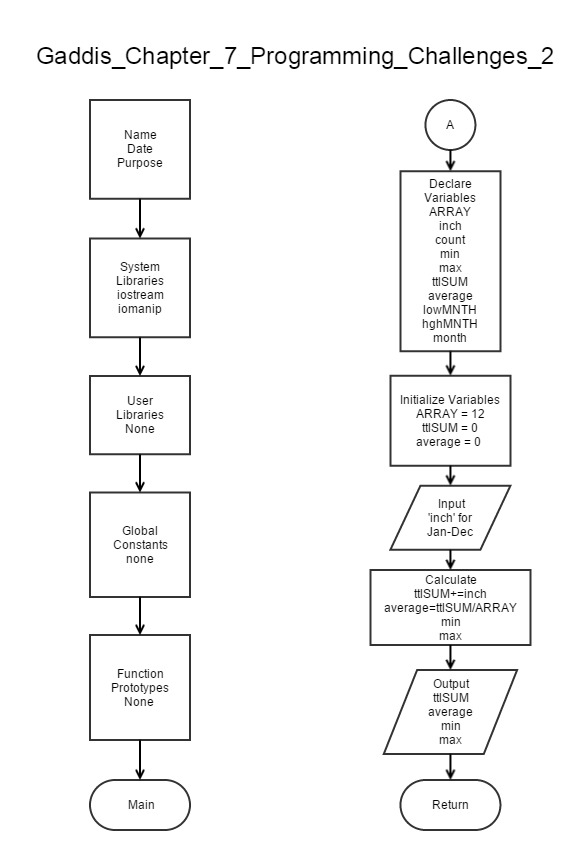 Gaddis_Chapter_7_Programming_Challenges_2
Name
Date
Purpose
System
Libraries
iostream
iomanip
User
Libraries
None
Global
Constants
none
Function
Prototypes
None
Main
A
Declare
Variables
ARRAY
inch
count
min
max
ttlSUM
average
lowMNTH
hghMNTH
month
Initialize Variables
ARRAY = 12
ttlSUM = 0
average = 0
Input
'inch' for
Jan-Dec
Calculate
ttlSUM+=inch
average=ttlSUM/ARRAY
min
max
Output
ttlSUM
average
min
max
Return